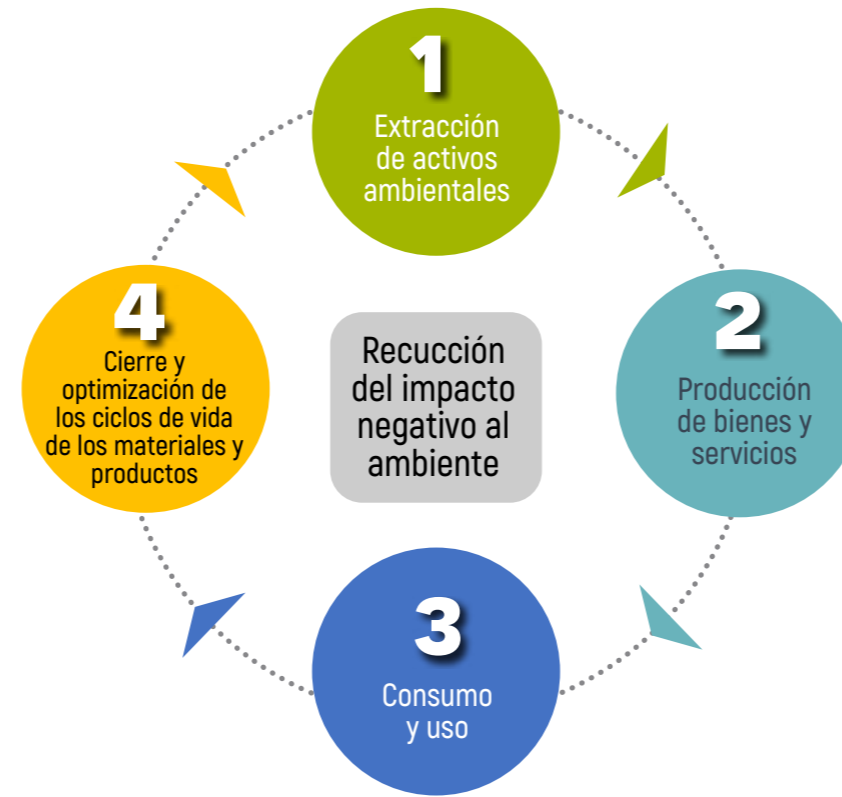 1
Extracción
de activos
ambientales
2
Producción
de bienes y
servicios
3
Consumo
y uso
4
Cierre y
optimización de
los ciclos de vida
de los materiales y
productos
Recucción
del impacto
negativo al
ambiente